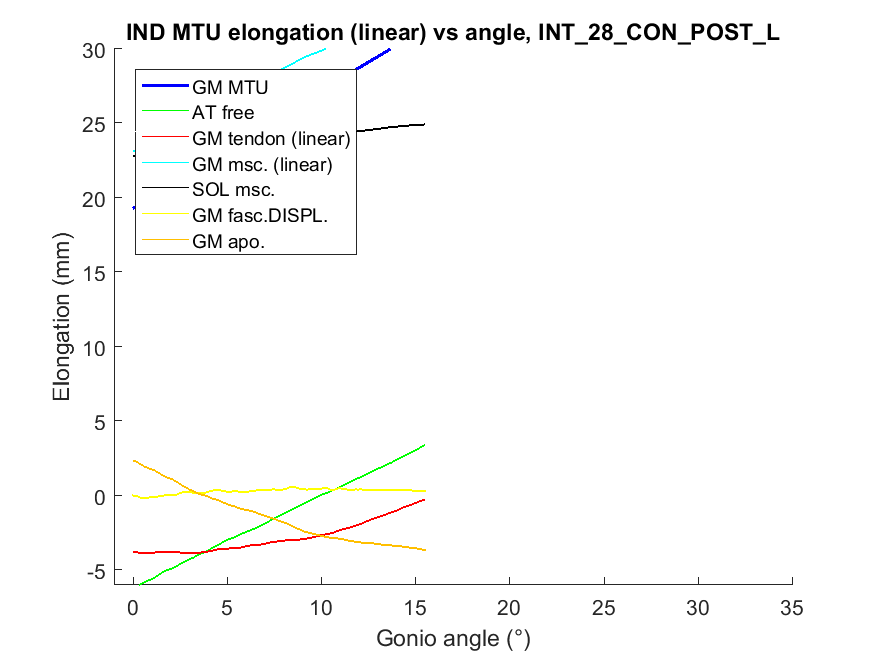 IND MTU elongation (linear) vs angle, INT_28_CON_POST_L
30
25
20
15
10
5
0
-5
Elongation (mm)
GM MTU
AT free
GM tendon (linear)
GM msc. (linear)
SOL msc.
GM fasc.DISPL.
GM apo.
0 5 10 15 20 25 30 35
Gonio angle (°)